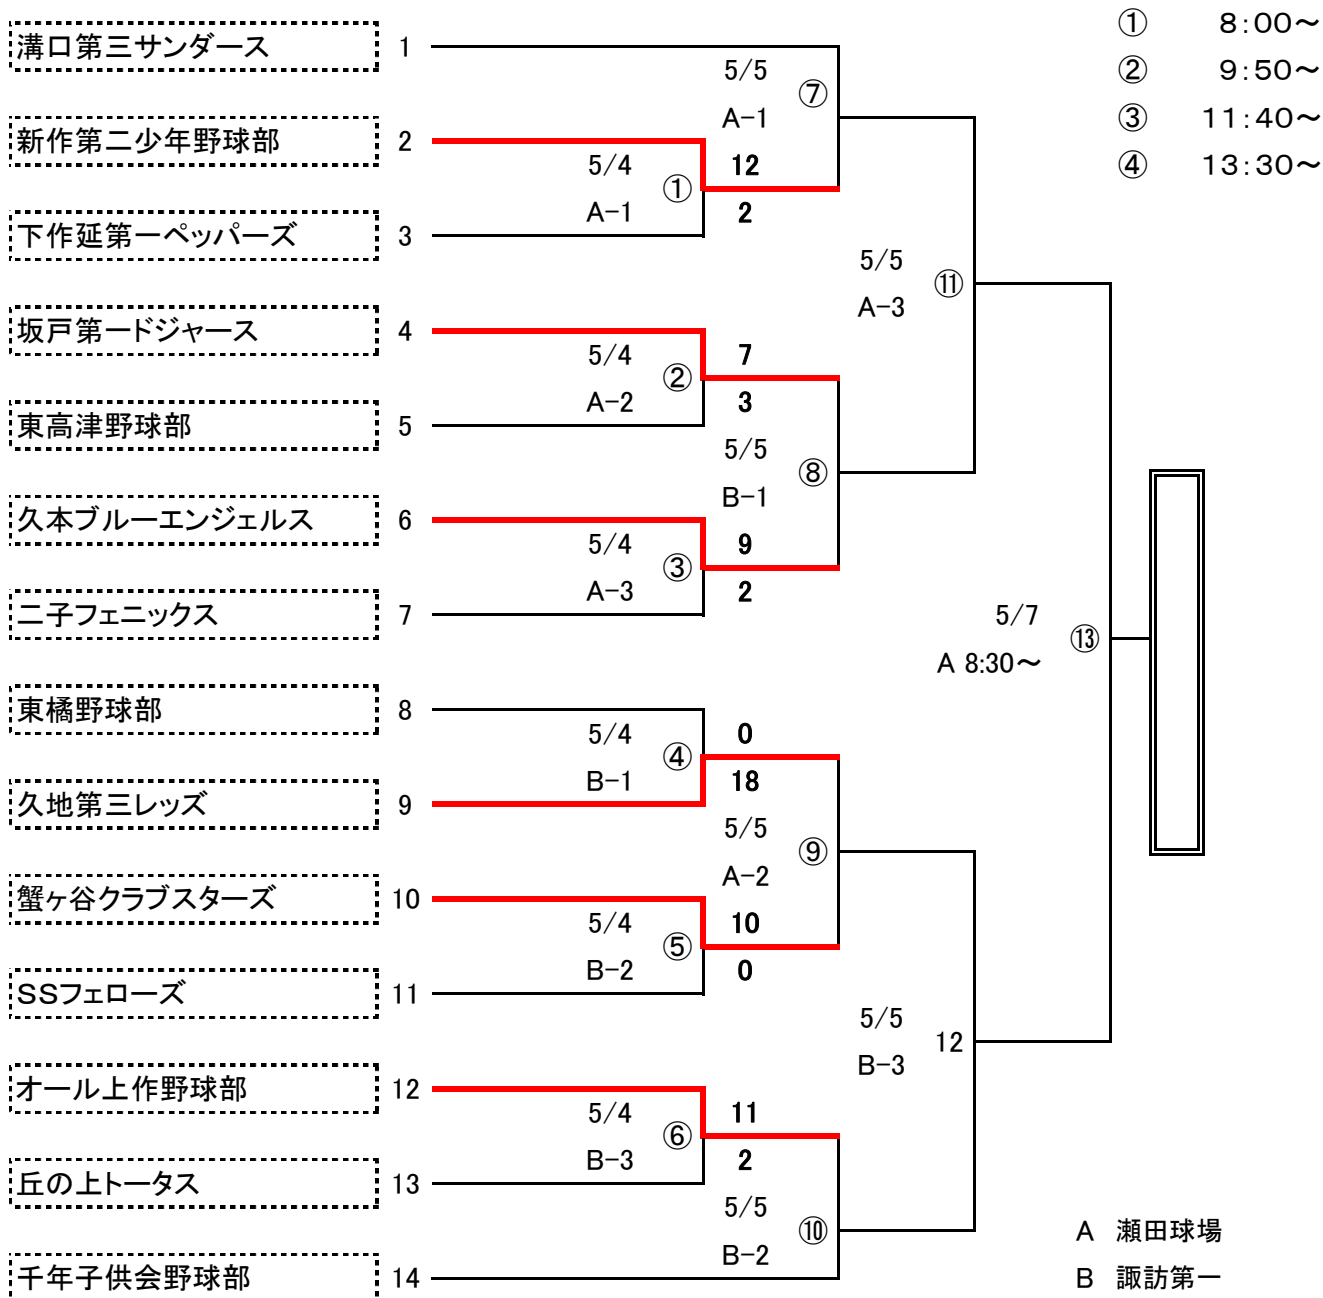 溝口第三サンダース 1
新作第二少年野球部 2
下作延第一ペッパーズ 3
坂戸第一ドジャース 4
東高津野球部 5
久本ブルーエンジェルス 6
二子フェニックス 7
東橘野球部 8
久地第三レッズ 9
蟹ヶ谷クラブスターズ 10
SSフェローズ 11
オール上作野球部 12
丘の上トータス 13
千年子供会野球部 14
5/4
A-1
①
12
2
5/4
A-2
②
7
3
5/4
A-3
③
9
2
5/4
B-1
④
0
18
5/4
B-2
⑤
10
0
5/4
B-3
⑥
11
2
5/5
A-1
⑦
5/5
B-1
⑧
5/5
A-2
⑨
5/5
B-2
⑩
5/5
A-3
⑪
5/5
B-3
12
5/7
A 8:30～
⑬
① 8:00～
② 9:50～
③ 11:40～
④ 13:30～
A 瀬田球場
B 諏訪第一